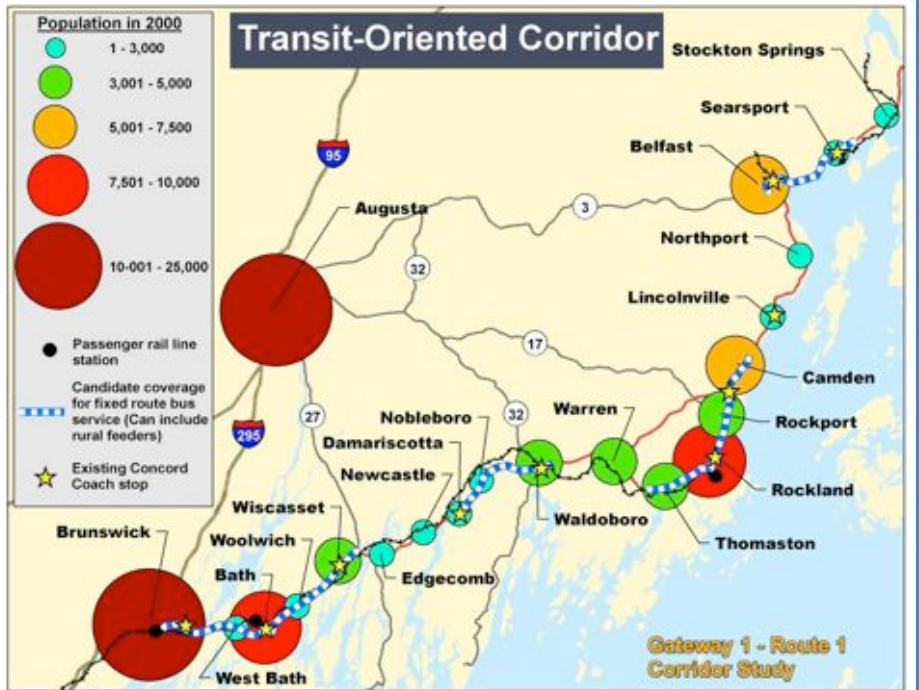 Transit-Oriented Corridor
Population in 2000
1 - 3,000
3,001 - 5,000
5,001 - 7,500
7,501 - 10,000
10-001 - 25,000
Passenger rail line
station
Candidate coverage
for fixed route bus
service (Can include
rural feeders)
Existing Concord
Coach stop
Stockton Springs
Searsport
Belfast
95
Augusta
3
32
Northport
Lincolnville
17
Camden
27
Nobleboro
32
Warren
Rockport
295
Damariscotta
Newcastle
Rockland
Wiscasset
Waldoboro
Brunswick
Woolwich
Thomaston
Bath
Edgecomb
West Bath
Gateway 1 - Route 1
Corridor Study